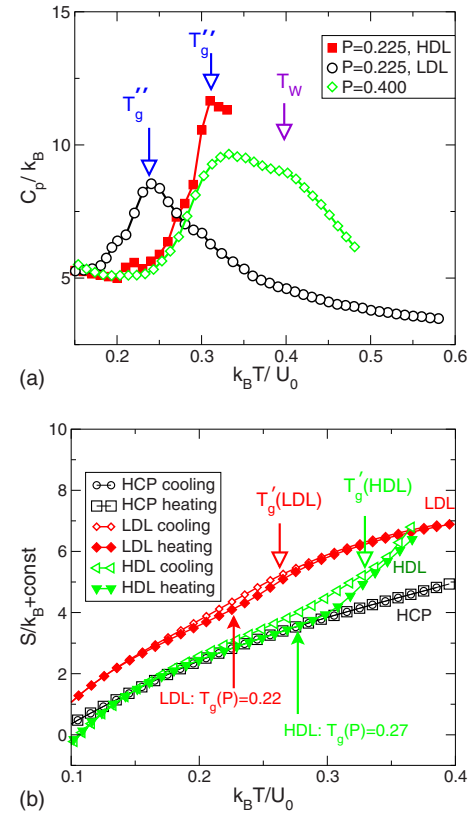 15
T_g''
T_g''
T_W
P=0.225, HDL
P=0.225, LDL
P=0.400
10
5
C_p/ k_B
0.2 0.3 0.4 0.5 0.6
k_BT/ U_0
(a)
10
8
6
4
2
0
S/k_B+const
HCP cooling
HCP heating
LDL cooling
LDL heating
HDL cooling
HDL heating
T_g'(LDL)
T_g'(HDL)
LDL
HDL
HCP
LDL: T_g(P)=0.22
HDL: T_g(P)=0.27
0.1 0.2 0.3 0.4
k_BT/U_0
(b)